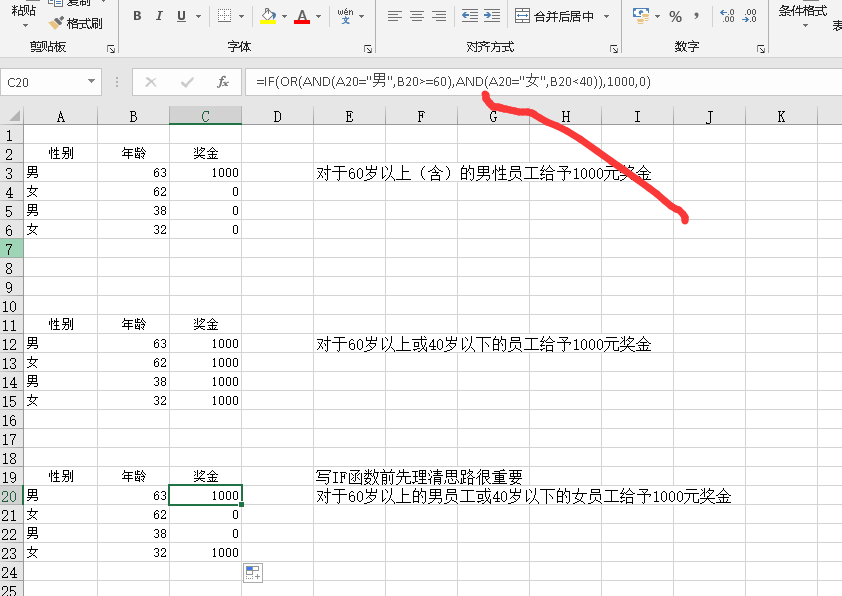 粘贴 复制 B I U wén % , .00 条件格式
格式刷 文 合并后居中
剪贴板 字体 对齐方式 数字
C20 fx =IF(OR(AND(A20="男",B20>=60),AND(A20="女",B20<40)),1000,0)
A B C D E F G H I J K
1
2 性别 年龄 奖金
3 男 63 1000 对于60岁以上（含）的男性员工给予1000元奖金
4 女 62 0
5 男 38 0
6 女 32 0
7
8
9
10
11 性别 年龄 奖金
12 男 63 1000 对于60岁以上或40岁以下的员工给予1000元奖金
13 女 62 1000
14 男 38 1000
15 女 32 1000
16
17
18
19 性别 年龄 奖金 写IF函数前先理清思路很重要
20 男 63 1000 对于60岁以上的男员工或40岁以下的女员工给予1000元奖金
21 女 62 0
22 男 38 0
23 女 32 1000
24
25